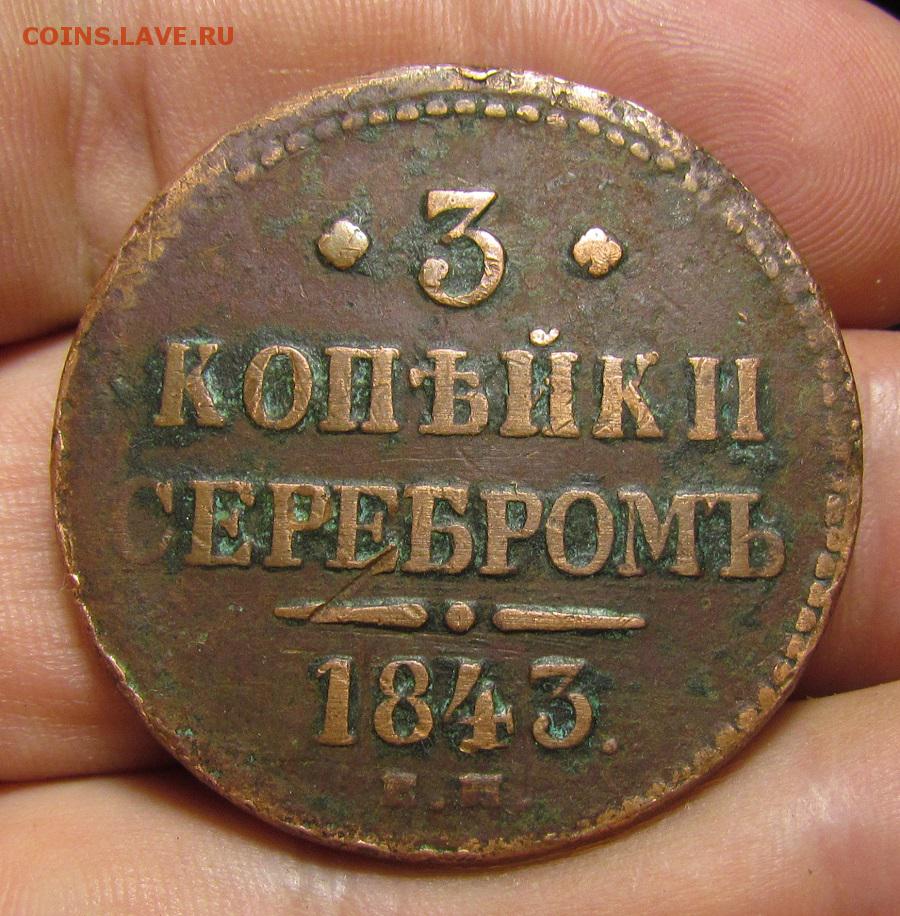 COINS.LAVE.RU
3
КОПѢЙКИ
СЕРЕБРОМЪ
1843.
Е.М.